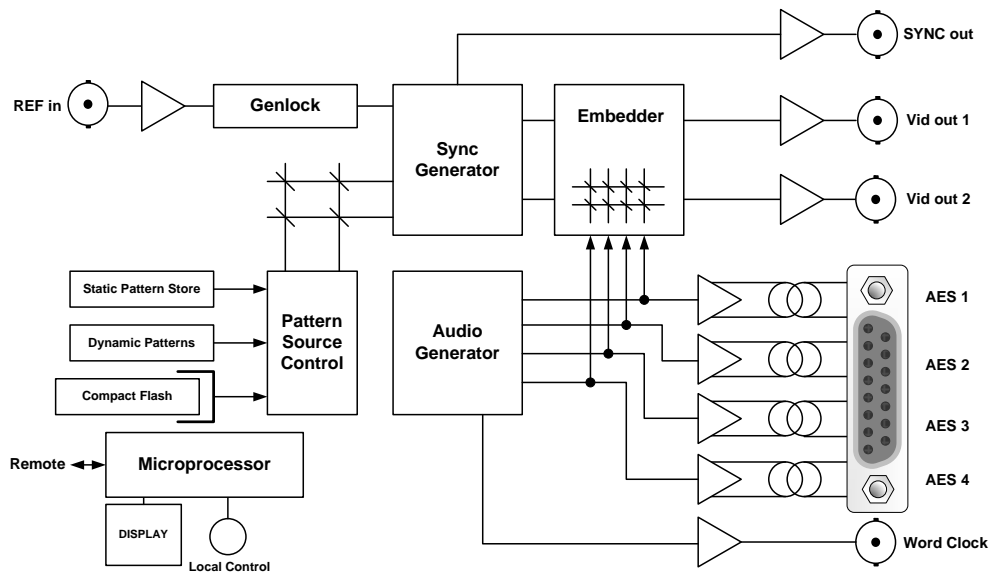 SYNC out
REF in
Genlock
Sync
Generator
Embedder
Vid out 1
Vid out 2
Static Pattern Store
Dynamic Patterns
Compact Flash
Pattern
Source
Control
Audio
Generator
AES 1
AES 2
AES 3
AES 4
Remote
Microprocessor
DISPLAY
Local Control
Word Clock